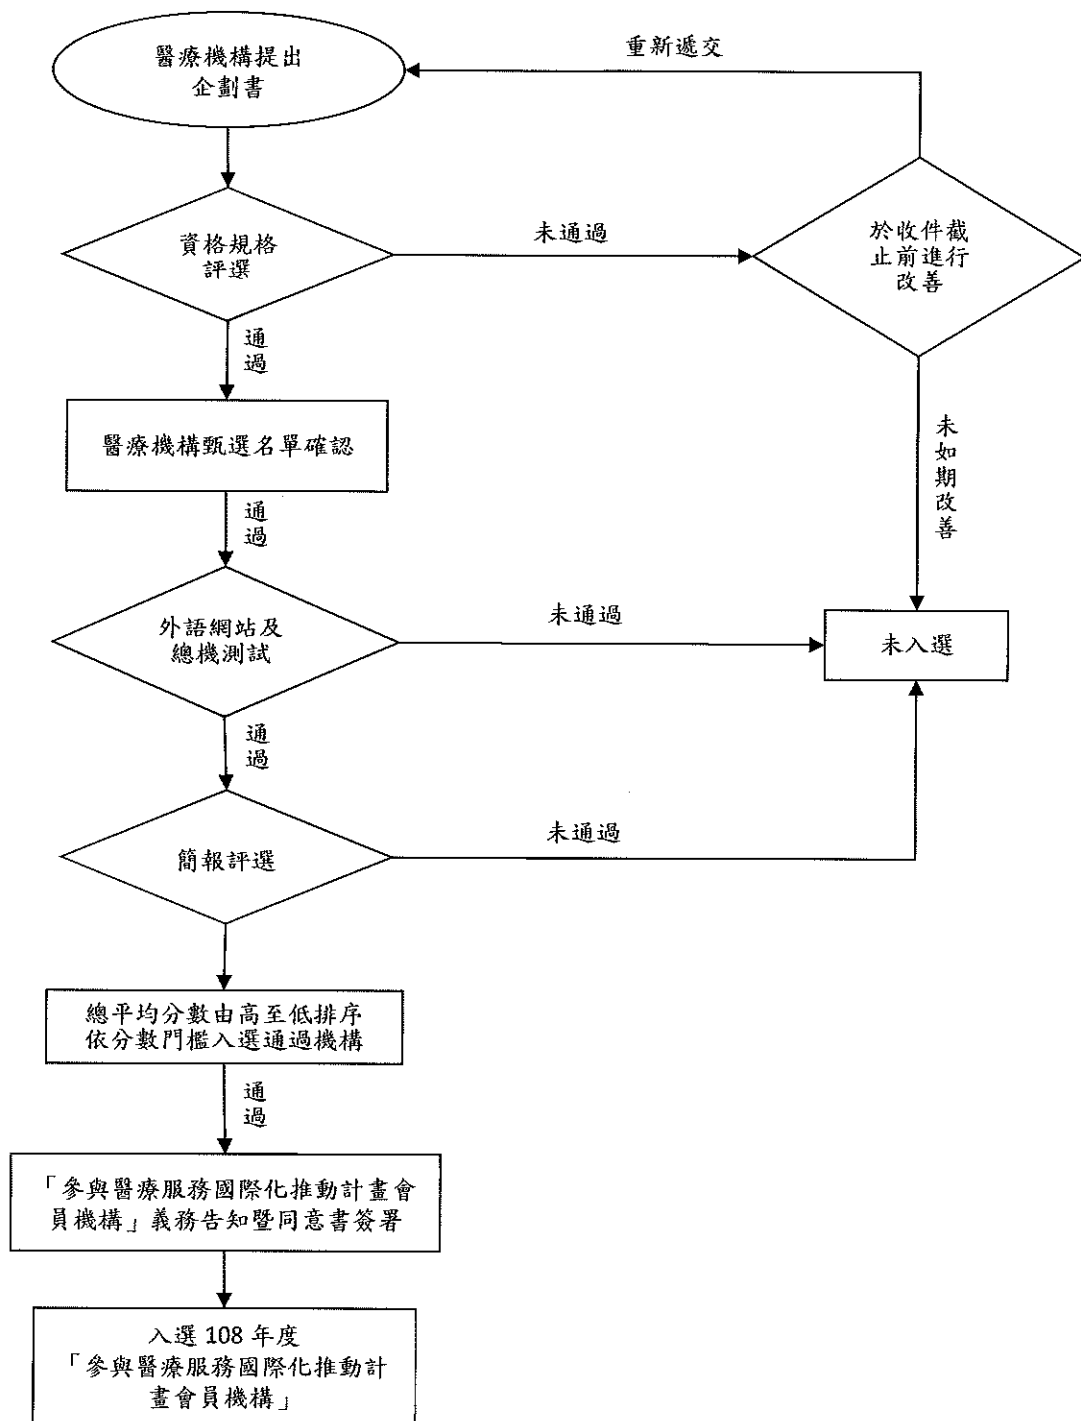 醫療機構提出
企劃書
重新遞交
資格規格
評選
未通過
於收件截
止前進行
改善
通
過
醫療機構甄選名單確認
未
如
期
改
善
通
過
外語網站及
總機測試
未通過
未入選
通
過
簡報評選
未通過
總平均分數由高至低排序
依分數門檻入選通過機構
通
過
「參與醫療服務國際化推動計畫會
員機構」義務告知暨同意書簽署
入選 108 年度
「參與醫療服務國際化推動計
畫會員機構」